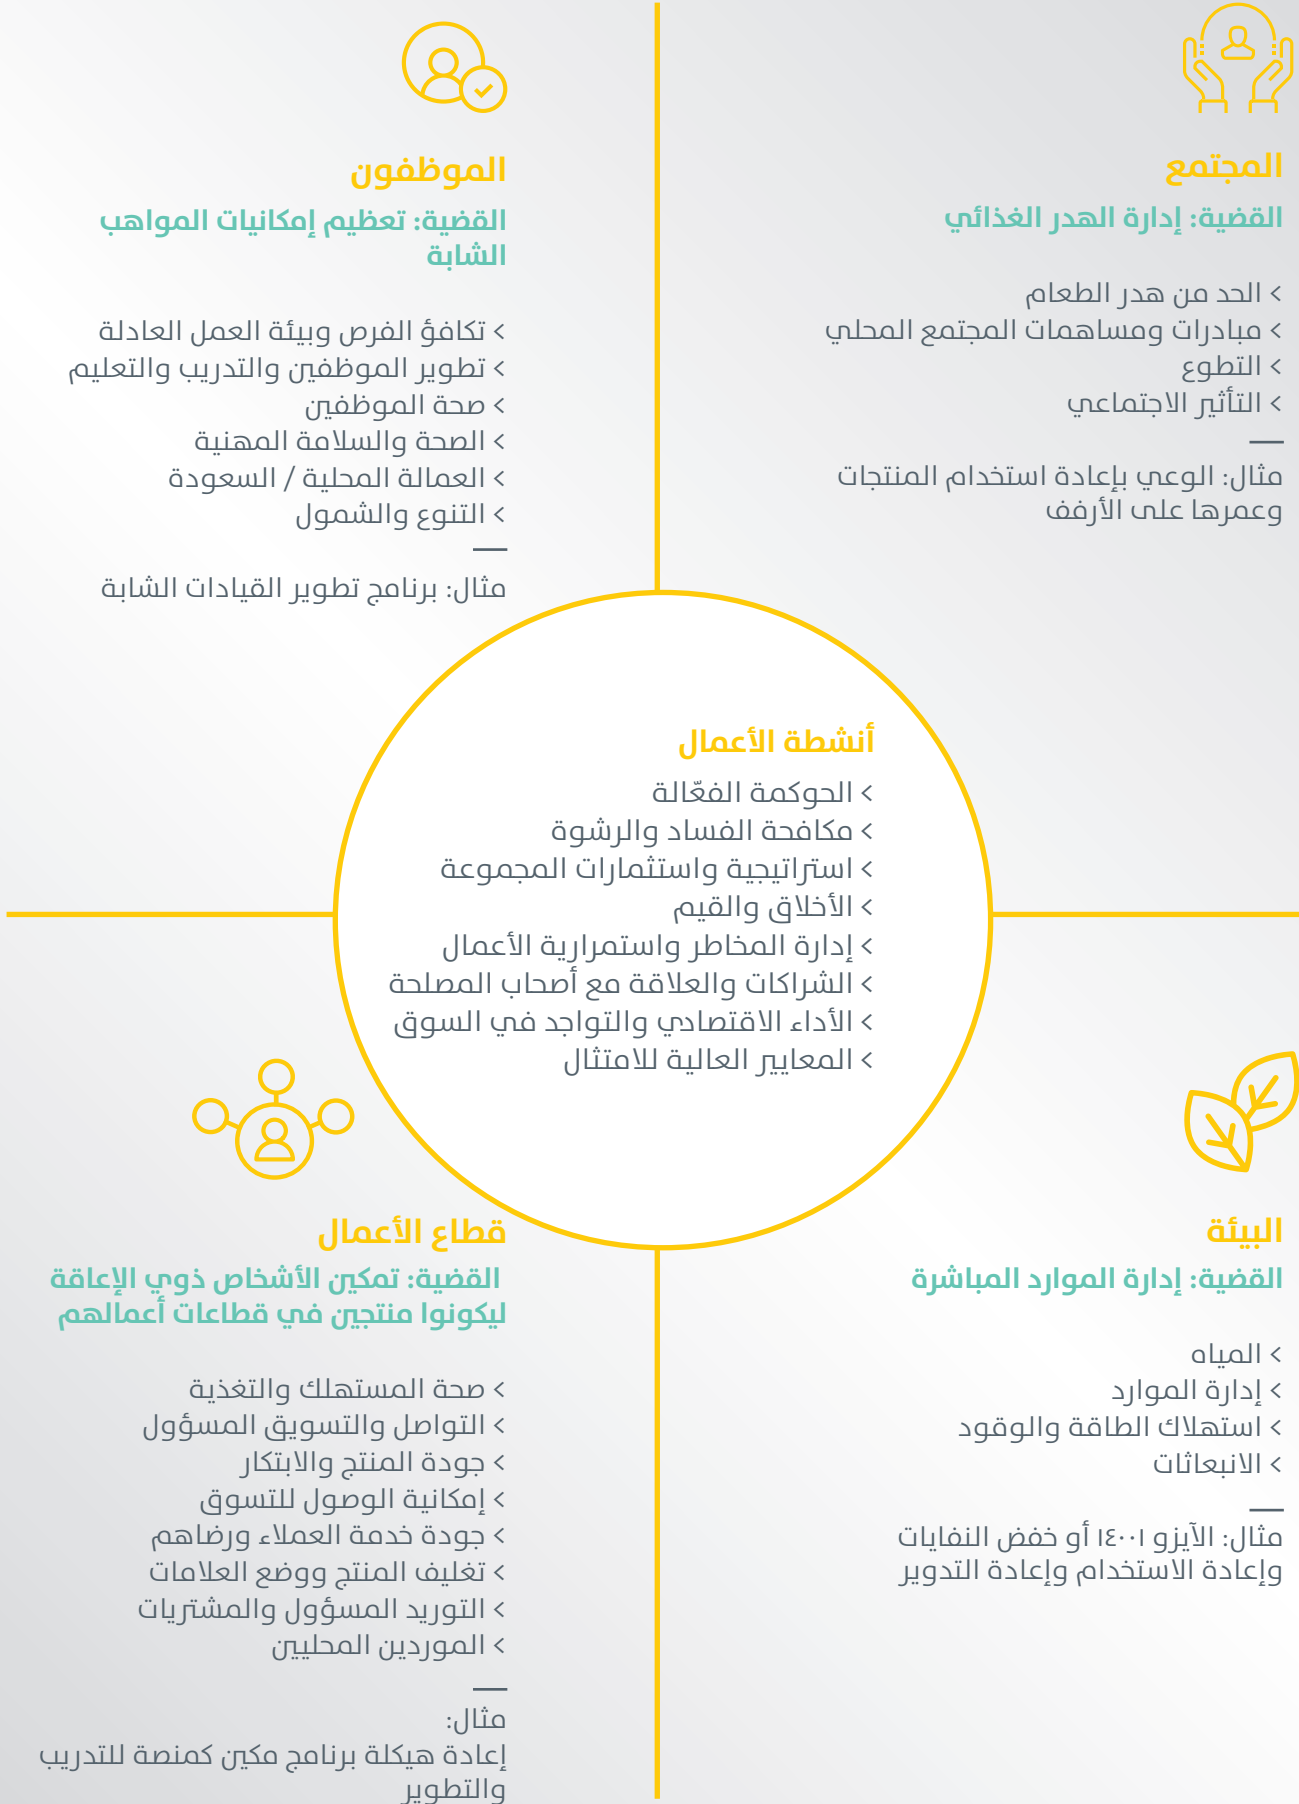 المجتمع
القضية: إدارة الهدر الغذائي
> الحد من هدر الطعام
> مبادرات ومساهمات المجتمع المحلي
> التطوع
> التأثير الاجتماعي
مثال: الوعي بإعادة استخدام المنتجات
وعمرها على الأرفف
الموظفون
القضية: تعظيم إمكانيات المواهب
الشابة
> تكافؤ الفرص وبيئة العمل العادلة
> تطوير الموظفين والتدريب والتعليم
> صحة الموظفين
> الصحة والسلامة المهنية
> العمالة المحلية / السعودة
> التنوع والشمول
مثال: برنامج تطوير القيادات الشابة
أنشطة الأعمال
> الحوكمة الفعّالة
> مكافحة الفساد والرشوة
> استراتيجية واستثمارات المجموعة
> الأخلاق والقيم
> إدارة المخاطر واستمرارية الأعمال
> الشراكات والعلاقة مع أصحاب المصلحة
> الأداء الاقتصادي والتواجد في السوق
> المعايير العالية للامتثال
البيئة
القضية: إدارة الموارد المباشرة
> المياه
> إدارة الموارد
> استهلاك الطاقة والوقود
> الانبعاثات
مثال: الآيزو ١٤٠٠١ أو خفض النفايات
وإعادة الاستخدام وإعادة التدوير
قطاع الأعمال
القضية: تمكين الأشخاص ذوي الإعاقة
ليكونوا منتجين في قطاعات أعمالهم
> صحة المستهلك والتغذية
> التواصل والتسويق المسؤول
> جودة المنتج والابتكار
> إمكانية الوصول للتسوق
> جودة خدمة العملاء ورضاهم
> تغليف المنتج ووضع العلامات
> التوريد المسؤول والمشتريات
> الموردين المحليين
مثال:
إعادة هيكلة برنامج مكين كمنصة للتدريب
والتطوير